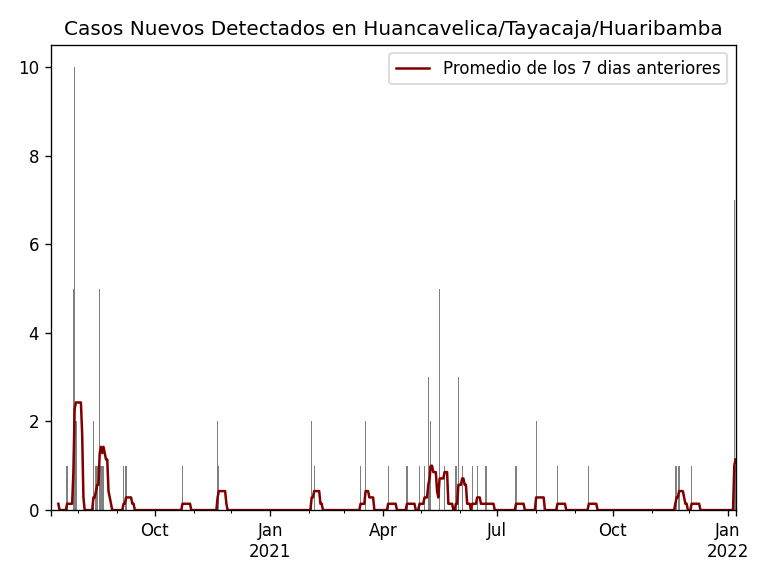 Casos Nuevos Detectados en Huancavelica/Tayacaja/Huaribamba
Promedio de los 7 dias anteriores
10
8
6
4
2
0
Oct
Jan
2021
Apr
Jul
Oct
Jan
2022